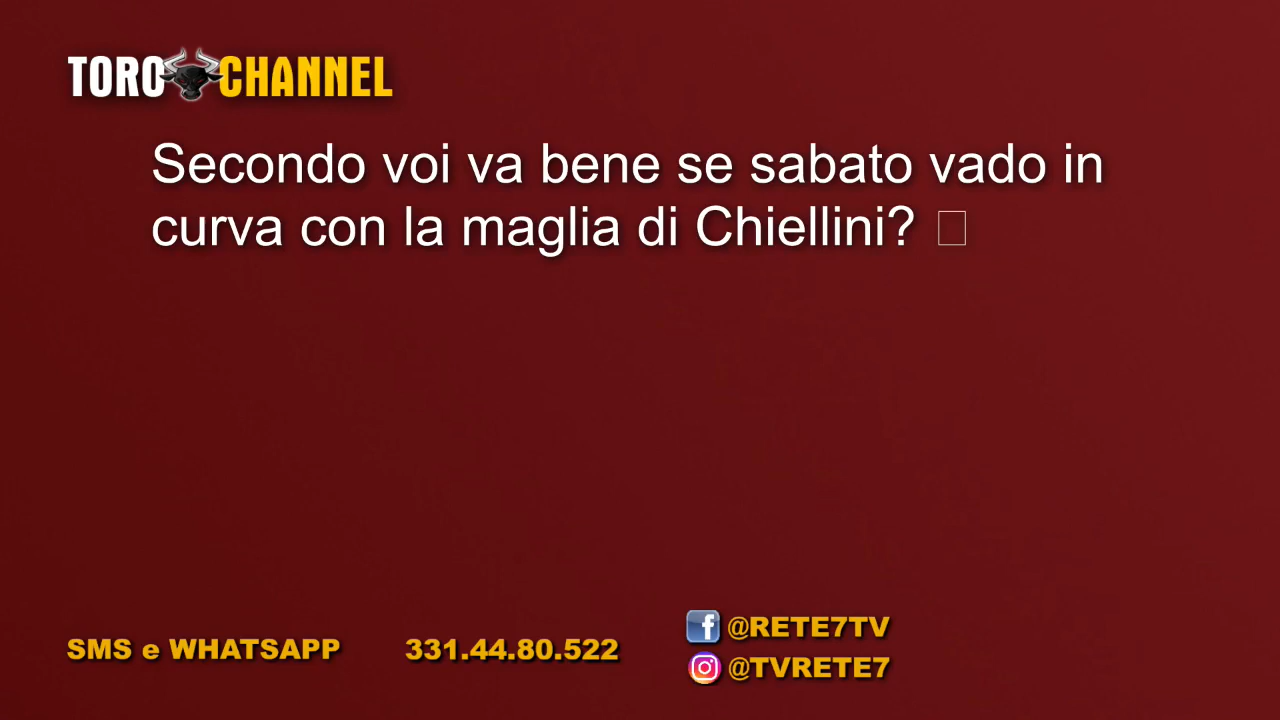 TORO CHANNEL
Secondo voi va bene se sabato vado in
curva con la maglia di Chiellini? □
SMS e WHATSAPP 331.44.80.522
@RETE7TV
@TVRETE7